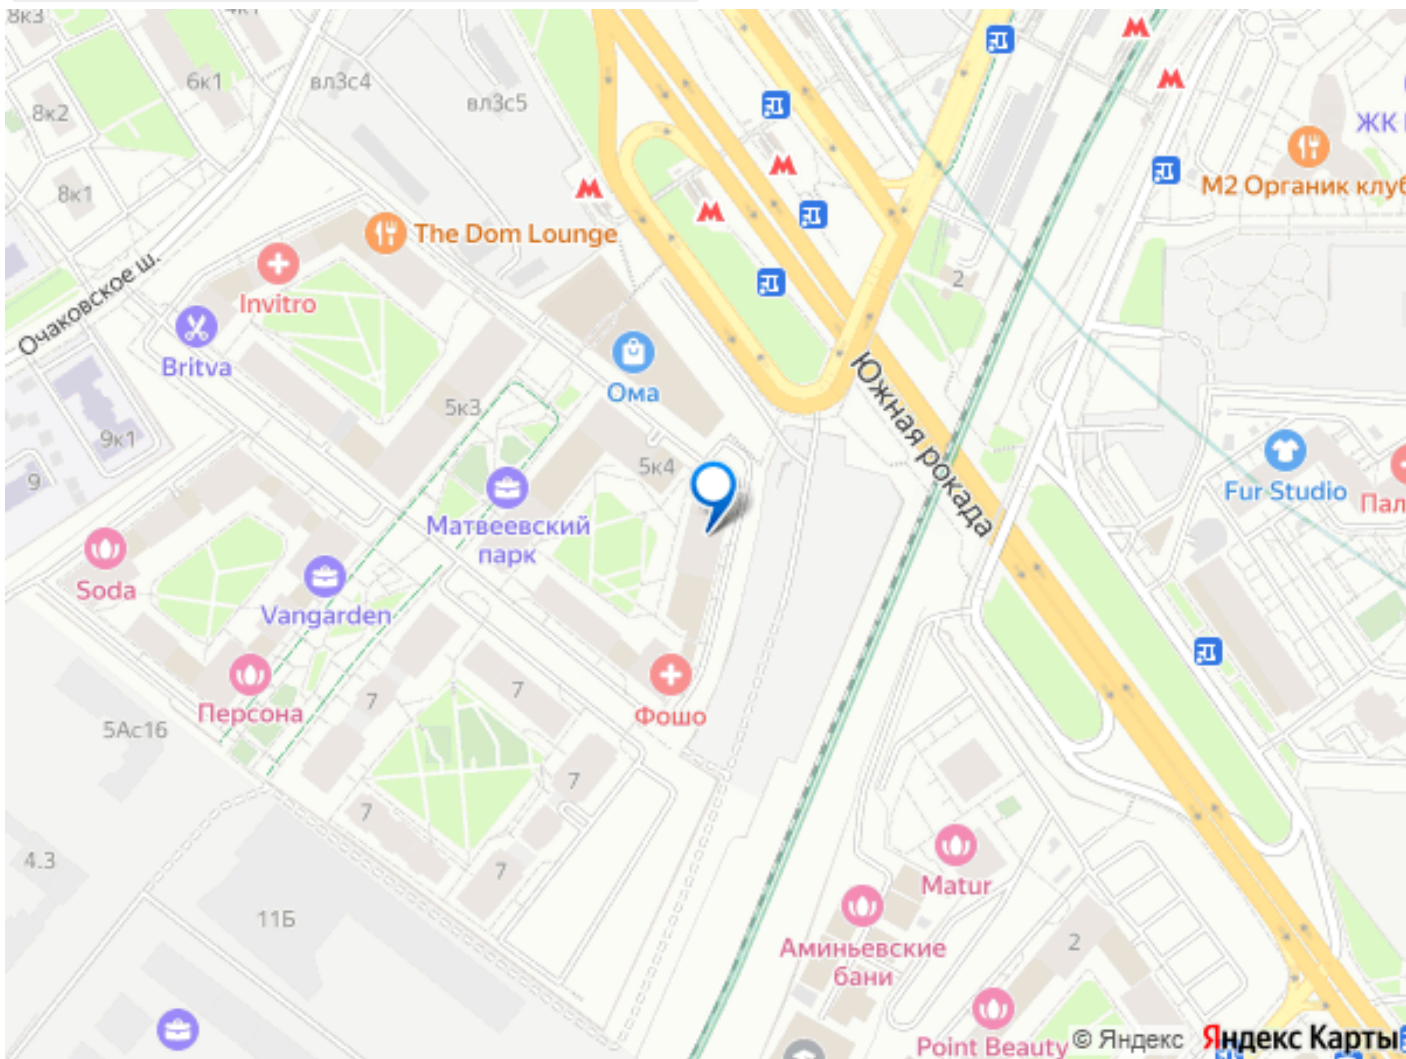 8к3
4к1
6к1
вл3с4
вл3с5
8к2
ЖК
8к1
М2 Органик клуб
The Dom Lounge
2
Invitro
Очаковское ш.
Britva
Ома
Южная рокада
5к3
9к1
5к4
9
Fur Studio
Пал
Матвеевский
парк
Soda
Vangarden
7
7
Персона
Фошо
5Ас16
7
7
4.3
7
Matur
11Б
2
Аминьевские
бани
Point Beauty
© Яндекс
Яндекс Карты